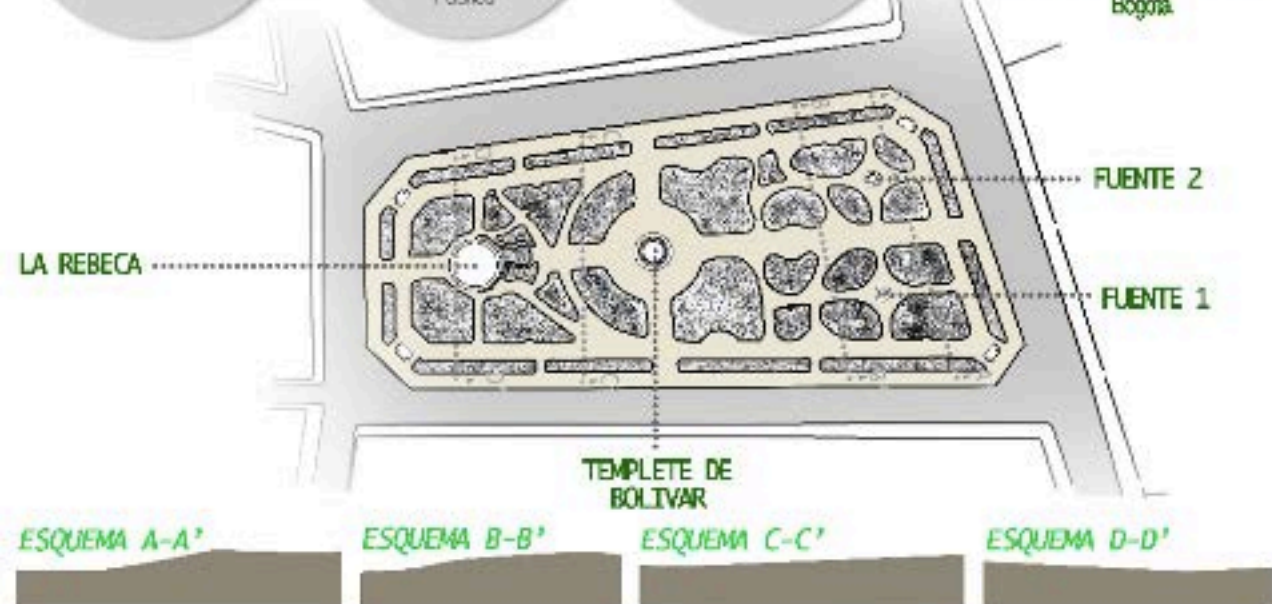 Bogotá
FUENTE 2
LA REBECA
FUENTE 1
TEMPLETE DE
BOLIVAR
ESQUEMA A-A'
ESQUEMA B-B'
ESQUEMA C-C'
ESQUEMA D-D'